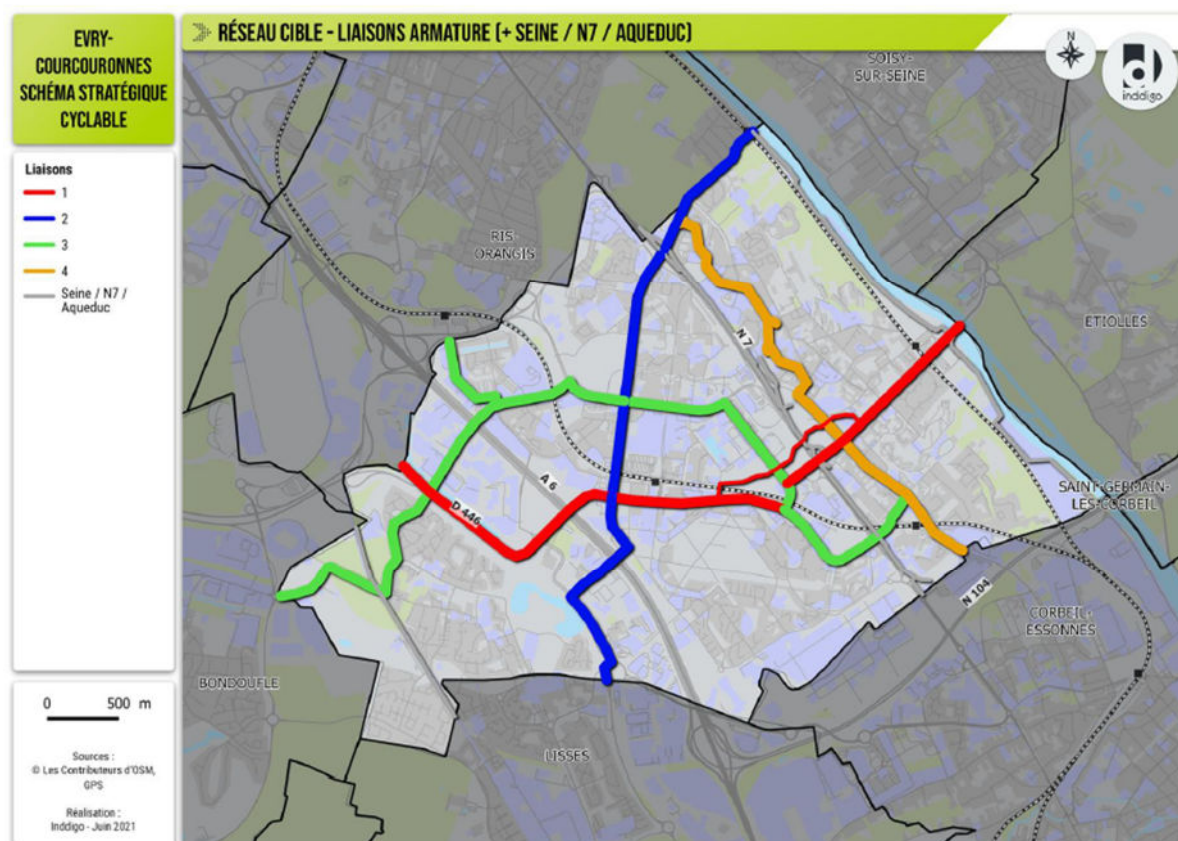 EVRY-
COURCOURONNES
SCHÉMA STRATÉGIQUE
CYCLABLE
RÉSEAU CIBLE - LIAISONS ARMATURE (+ SEINE / N7 / AQUEDUC)
N
inddigo
Liaisons
1
2
3
4
Seine / N7 /
Aqueduc
SOISY-
SUR-SEINE
RIS-
ORANGIS
ETIOLLES
N 7
A 6
D 446
SAINT-GERMAIN-
LES-CORBEIL
N 104
CORBEIL-
ESSONNES
BONDOUFLE
LISSES
0 500 m
Sources :
© Les Contributeurs d'OSM,
GPS
Réalisation :
Inddigo - Juin 2021